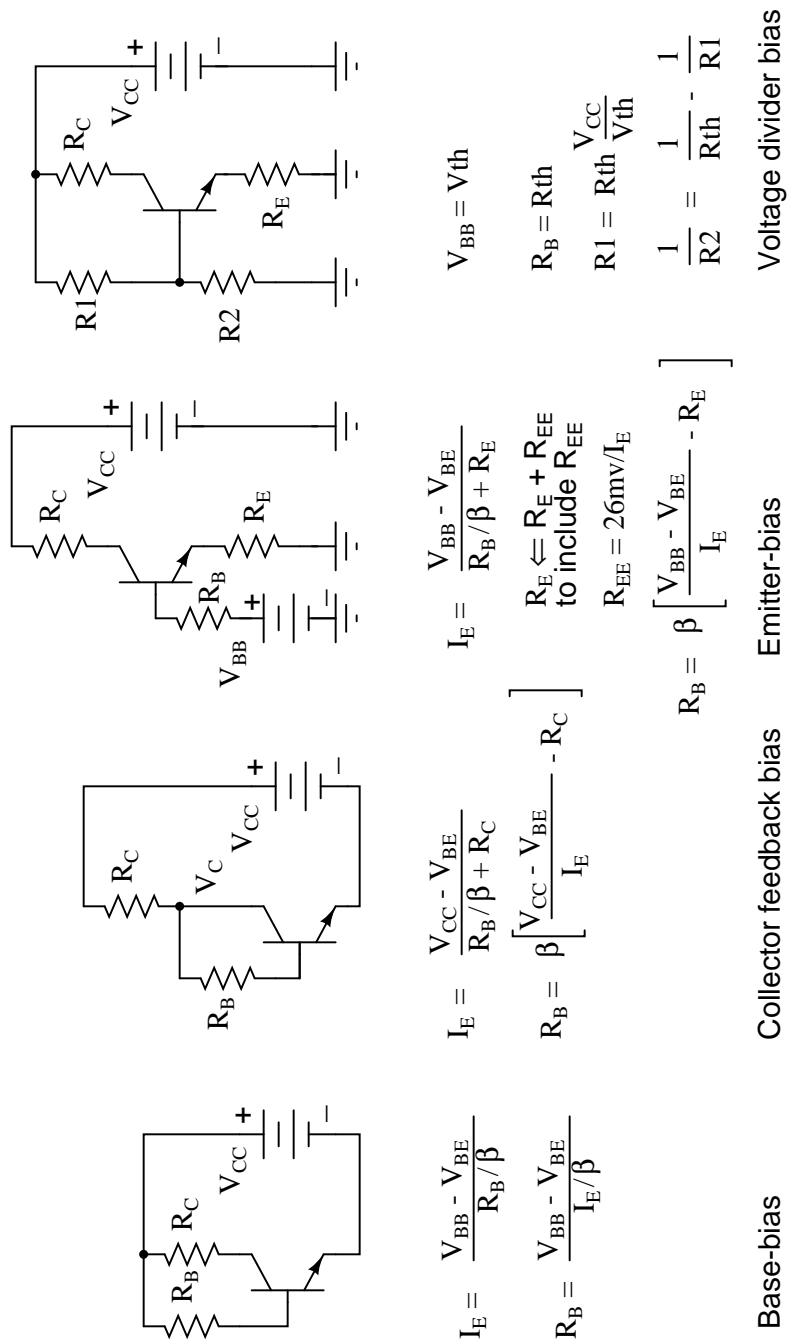 R_B
R_C
V_CC
+
−
I_E = (V_BB - V_BE) / (R_B/β)
R_B = (V_BB - V_BE) / (I_E/β)
Base-bias
R_B
R_C
V_C
V_CC
+
−
I_E = (V_CC - V_BE) / (R_B/β + R_C)
R_B = β [ (V_CC - V_BE) / I_E - R_C ]
Collector feedback bias
V_BB
+
−
R_B
R_C
R_E
V_CC
+
−
I_E = (V_BB - V_BE) / (R_B/β + R_E)
R_E ⇐ R_E + R_EE
to include R_EE
R_EE = 26mv/I_E
R_B = β [ (V_BB - V_BE) / I_E - R_E ]
Emitter-bias
R1
R2
R_C
R_E
V_CC
+
−
V_BB = Vth
R_B = Rth
R1 = Rth V_CC / Vth
1 / R2 = 1 / Rth - 1 / R1
Voltage divider bias